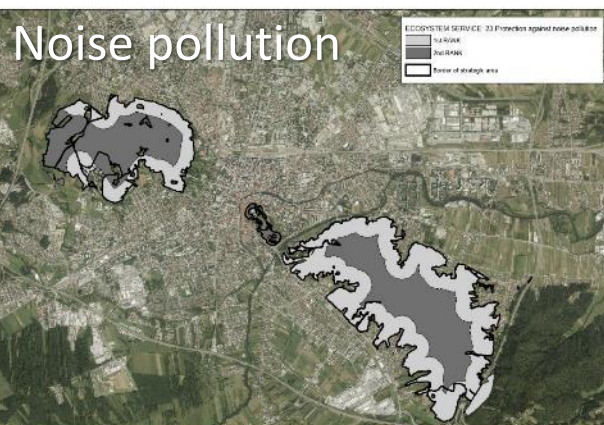 Noise pollution
ECOSYSTEM SERVICE: 23 Protection against noise pollution
1st RANK
2nd RANK
Border of strategic area